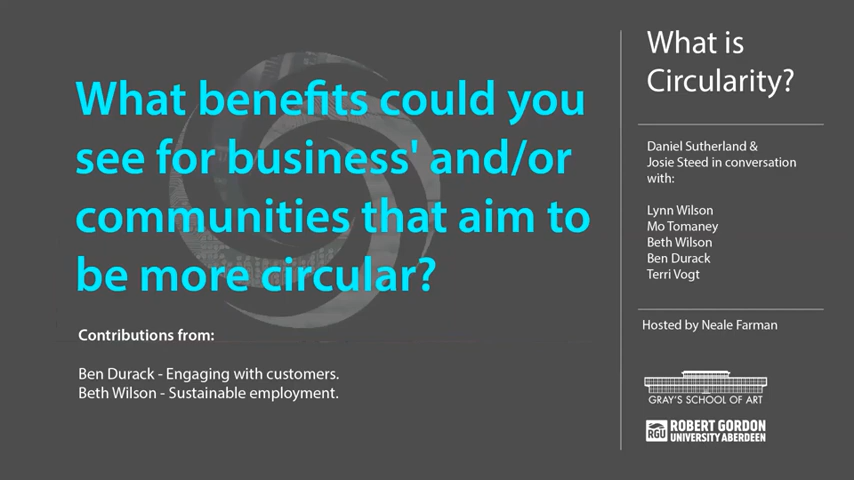 What benefits could you
see for business' and/or
communities that aim to
be more circular?
Contributions from:
Ben Durack - Engaging with customers.
Beth Wilson - Sustainable employment.
What is
Circularity?
Daniel Sutherland &
Josie Steed in conversation
with:
Lynn Wilson
Mo Tomaney
Beth Wilson
Ben Durack
Terri Vogt
Hosted by Neale Farman
GRAY'S SCHOOL OF ART
RGU
ROBERT GORDON
UNIVERSITY ABERDEEN